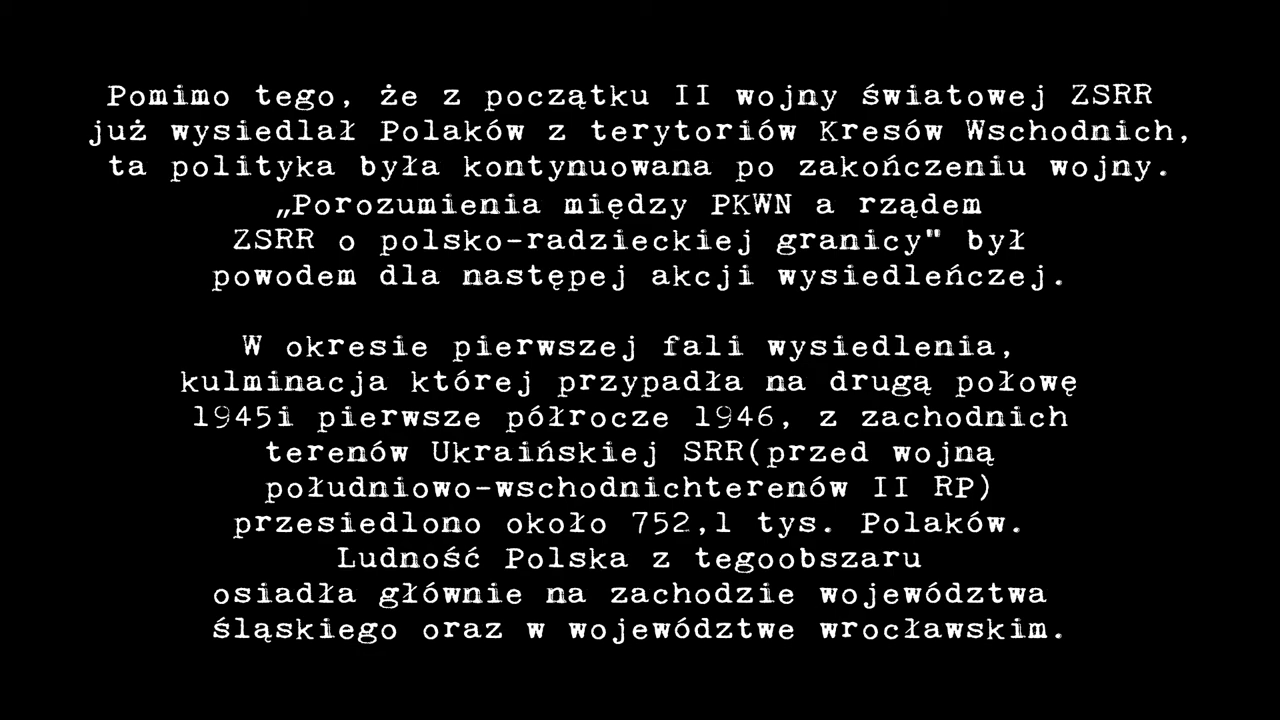 Pomimo tego, że z początku II wojny światowej ZSRR
już wysiedlał Polaków z terytoriów Kresów Wschodnich,
ta polityka była kontynuowana po zakończeniu wojny.
„Porozumienia między PKWN a rządem
ZSRR o polsko-radzieckiej granicy" był
powodem dla następej akcji wysiedleńczej.
W okresie pierwszej fali wysiedlenia,
kulminacja której przypadła na drugą połowę
1945i pierwsze półrocze 1946, z zachodnich
terenów Ukraińskiej SRR(przed wojną
południowo-wschodnichterenów II RP)
przesiedlono około 752,1 tys. Polaków.
Ludność Polska z tegoobszaru
osiadła głównie na zachodzie województwa
śląskiego oraz w województwe wrocławskim.